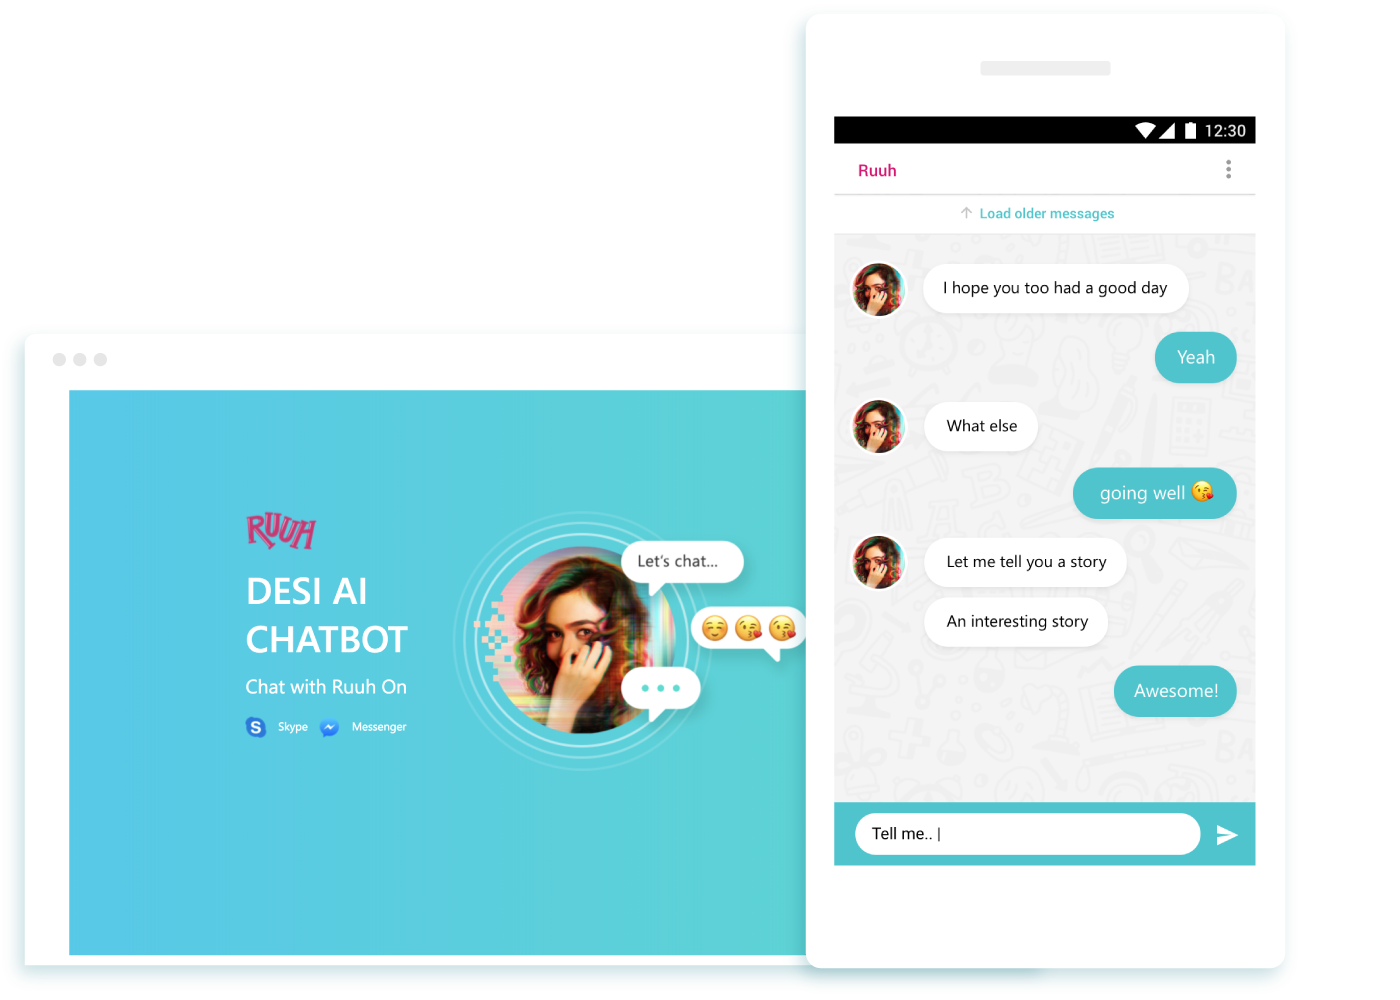 RUUH
DESI AI
CHATBOT
Chat with Ruuh On
S Skype Messenger
Let's chat...
12:30
Ruuh
Load older messages
I hope you too had a good day
Yeah
What else
going well 😘
Let me tell you a story
An interesting story
Awesome!
Tell me.. |